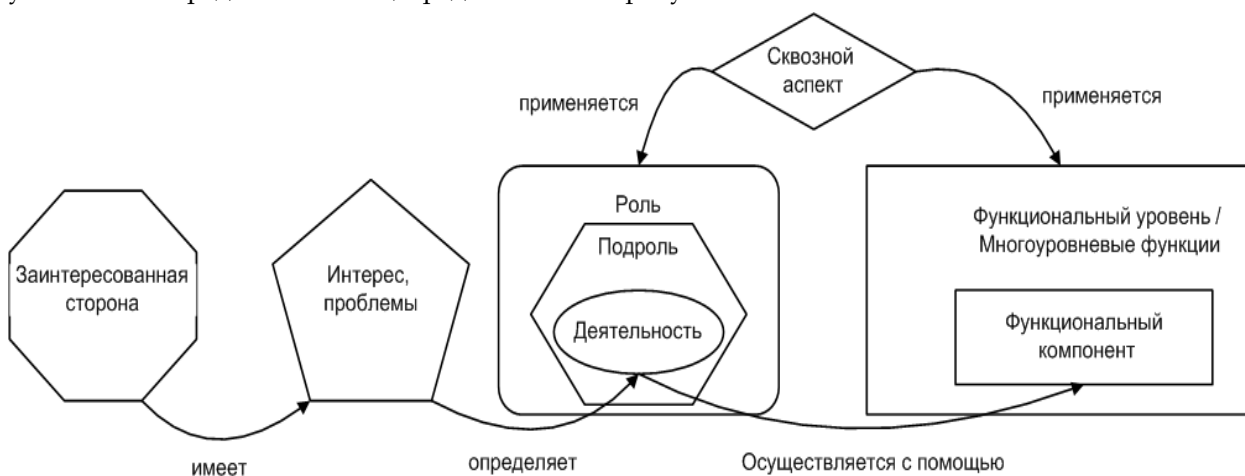 Сквозной
аспект
применяется
применяется
Роль
Подроль
Деятельность
Функциональный уровень /
Многоуровневые функции
Функциональный
компонент
Заинтересованная
сторона
Интерес,
проблемы
имеет
определяет
Осуществляется с помощью